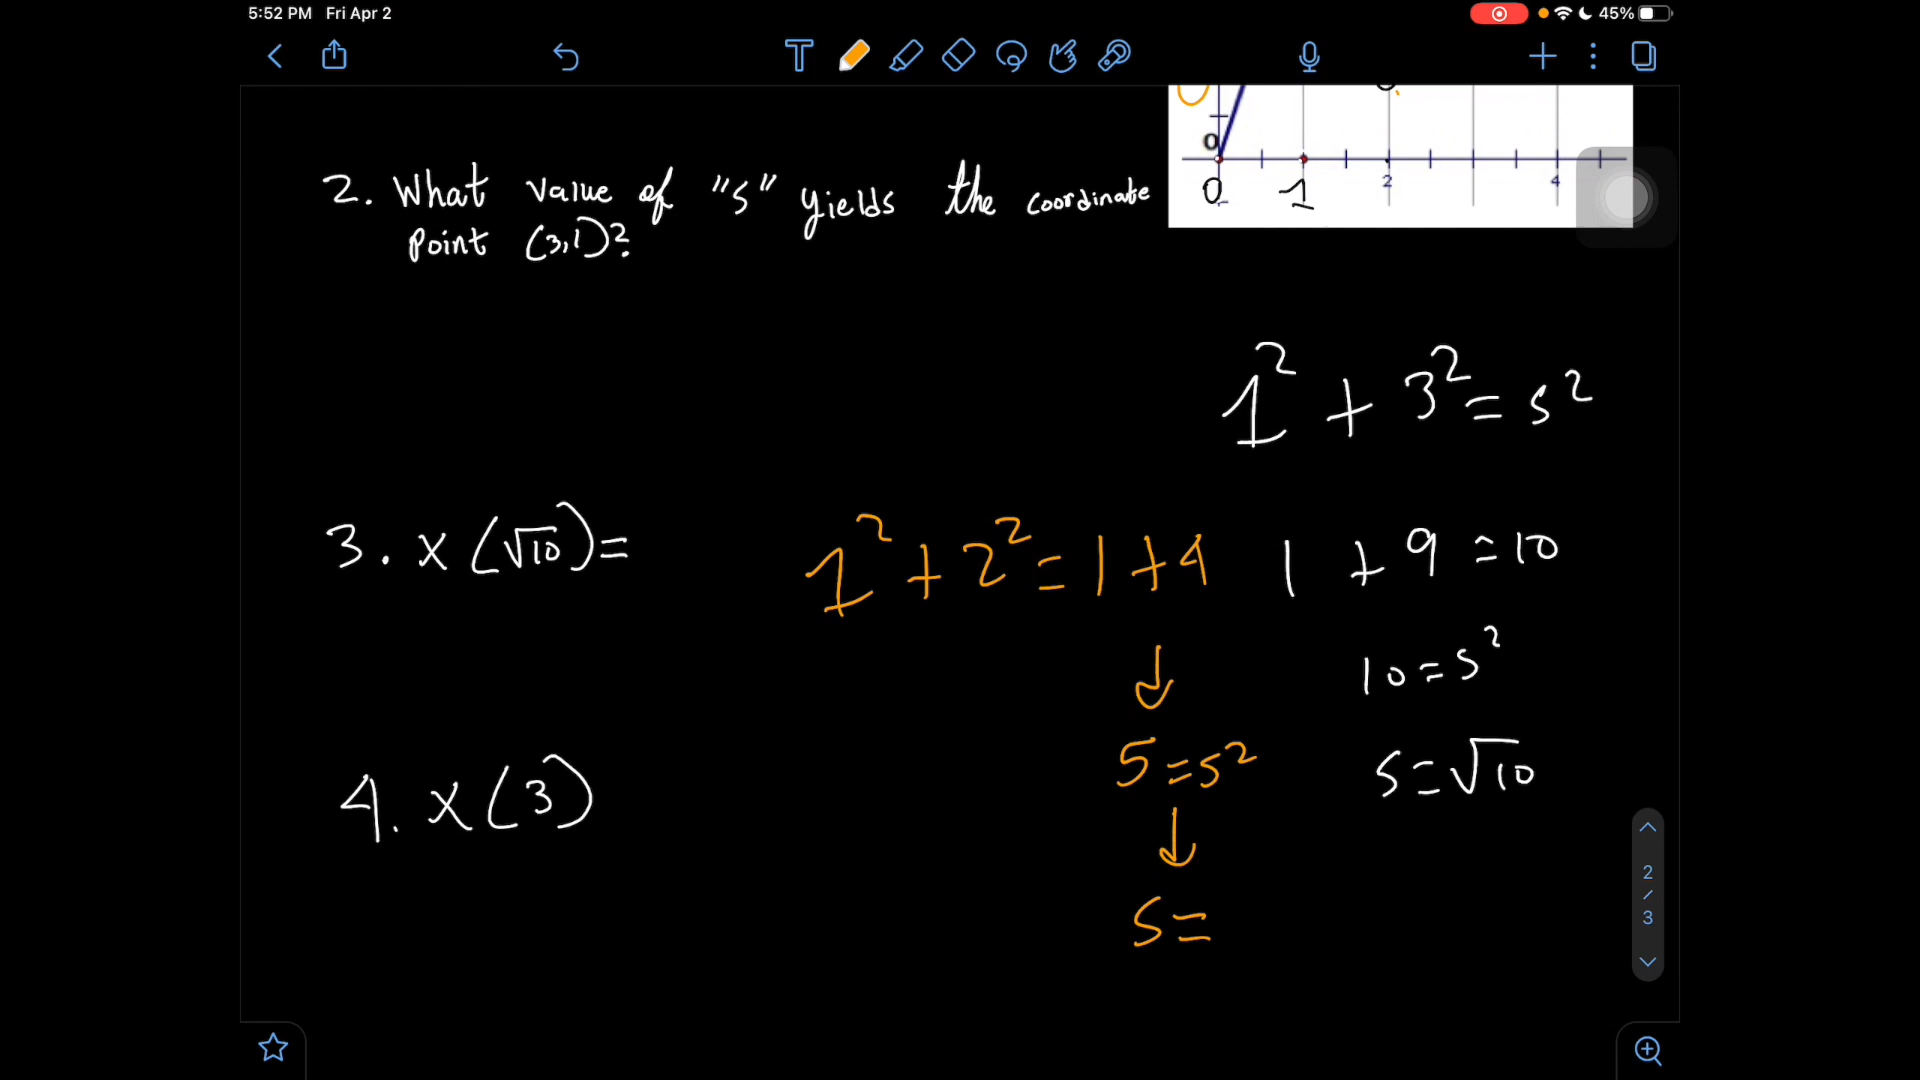 5:52 PM Fri Apr 2
45%
0
2 4
0 1
2. What value of "s" yields the coordinate
point (3,1)?
1² + 3² = s²
3. x(√10)=
1² + 2² = 1+4
1 + 9 = 10
10 = s²
5 = s²
s = √10
4. x(3)
s =
2
/
3